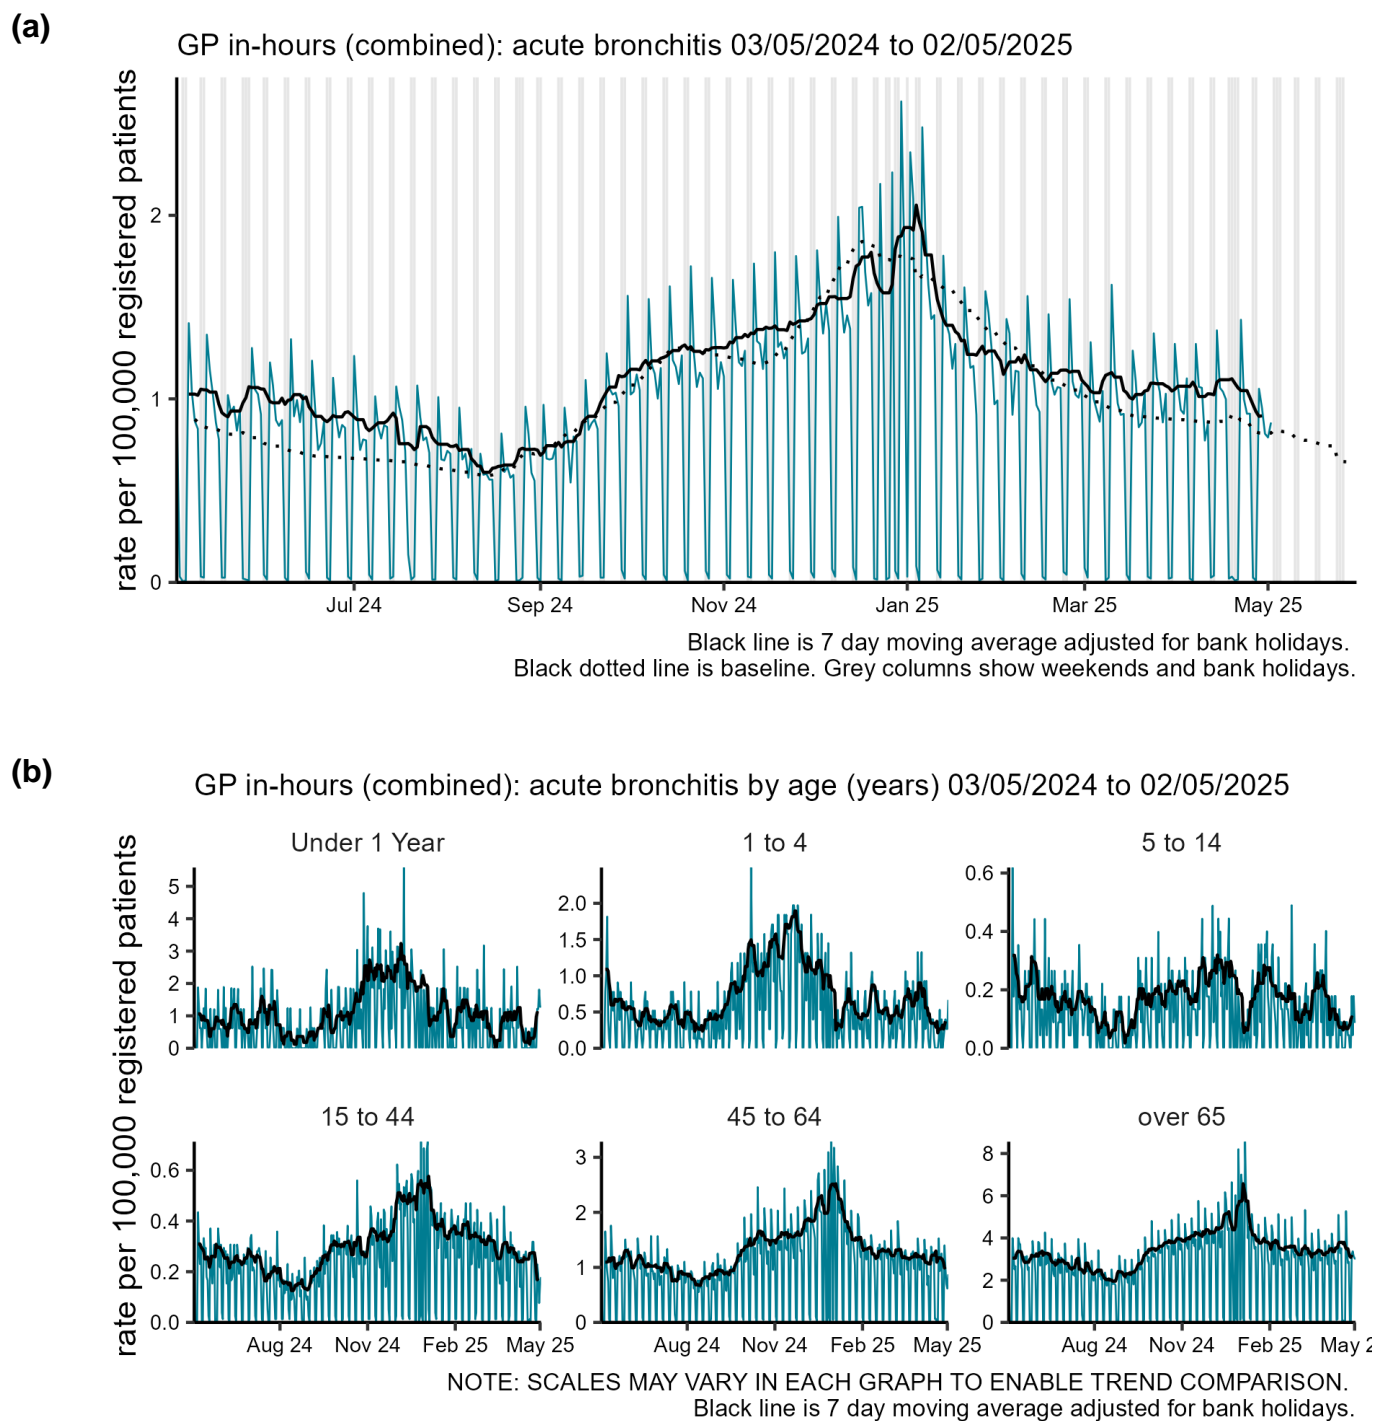 (a)
GP in-hours (combined): acute bronchitis 03/05/2024 to 02/05/2025
rate per 100,000 registered patients
2
1
0
Jul 24 Sep 24 Nov 24 Jan 25 Mar 25 May 25
Black line is 7 day moving average adjusted for bank holidays.
Black dotted line is baseline. Grey columns show weekends and bank holidays.
(b)
GP in-hours (combined): acute bronchitis by age (years) 03/05/2024 to 02/05/2025
rate per 100,000 registered patients
Under 1 Year
5
4
3
2
1
0
1 to 4
2.0
1.5
1.0
0.5
0.0
5 to 14
0.6
0.4
0.2
0.0
15 to 44
0.6
0.4
0.2
0.0
Aug 24 Nov 24 Feb 25 May 25
45 to 64
3
2
1
0
Aug 24 Nov 24 Feb 25 May 25
over 65
8
6
4
2
0
Aug 24 Nov 24 Feb 25 May 2
NOTE: SCALES MAY VARY IN EACH GRAPH TO ENABLE TREND COMPARISON.
Black line is 7 day moving average adjusted for bank holidays.